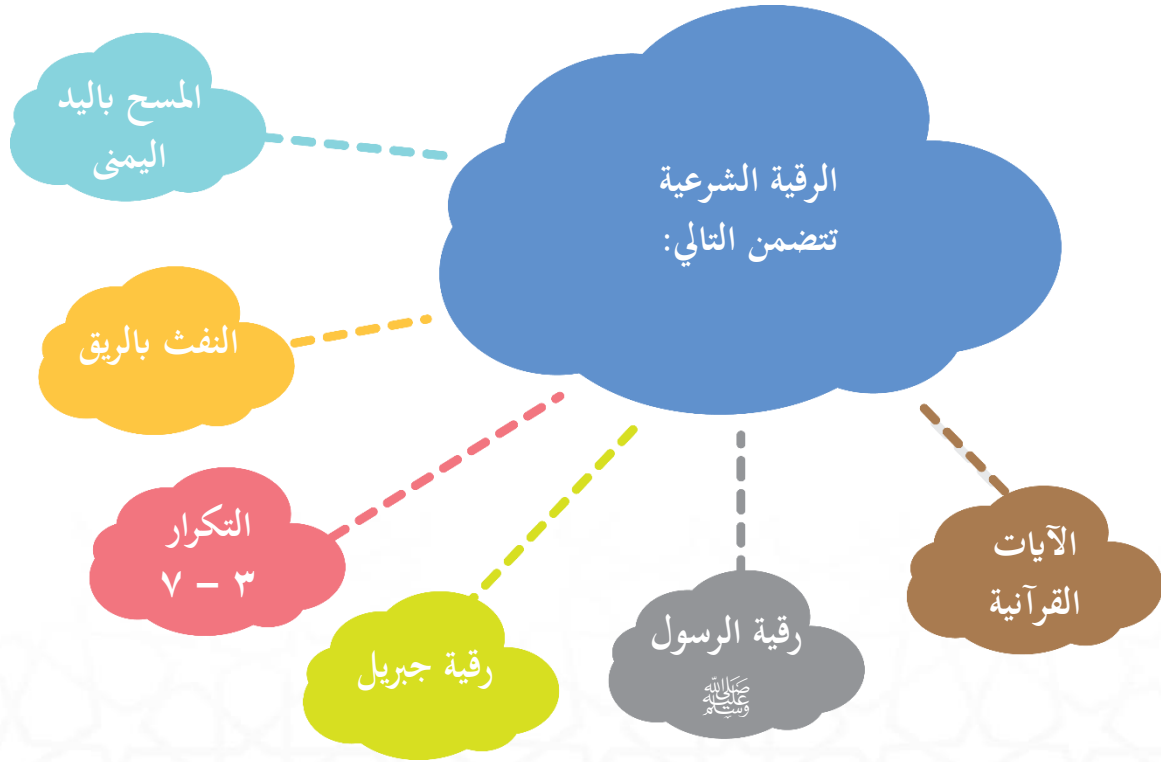 الرقية الشرعية
تتضمن التالي:
المسح باليد
اليمنى
النفث بالريق
التكرار
٣ – ٧
رقية جبريل
رقية الرسول
ﷺ
الآيات
القرآنية